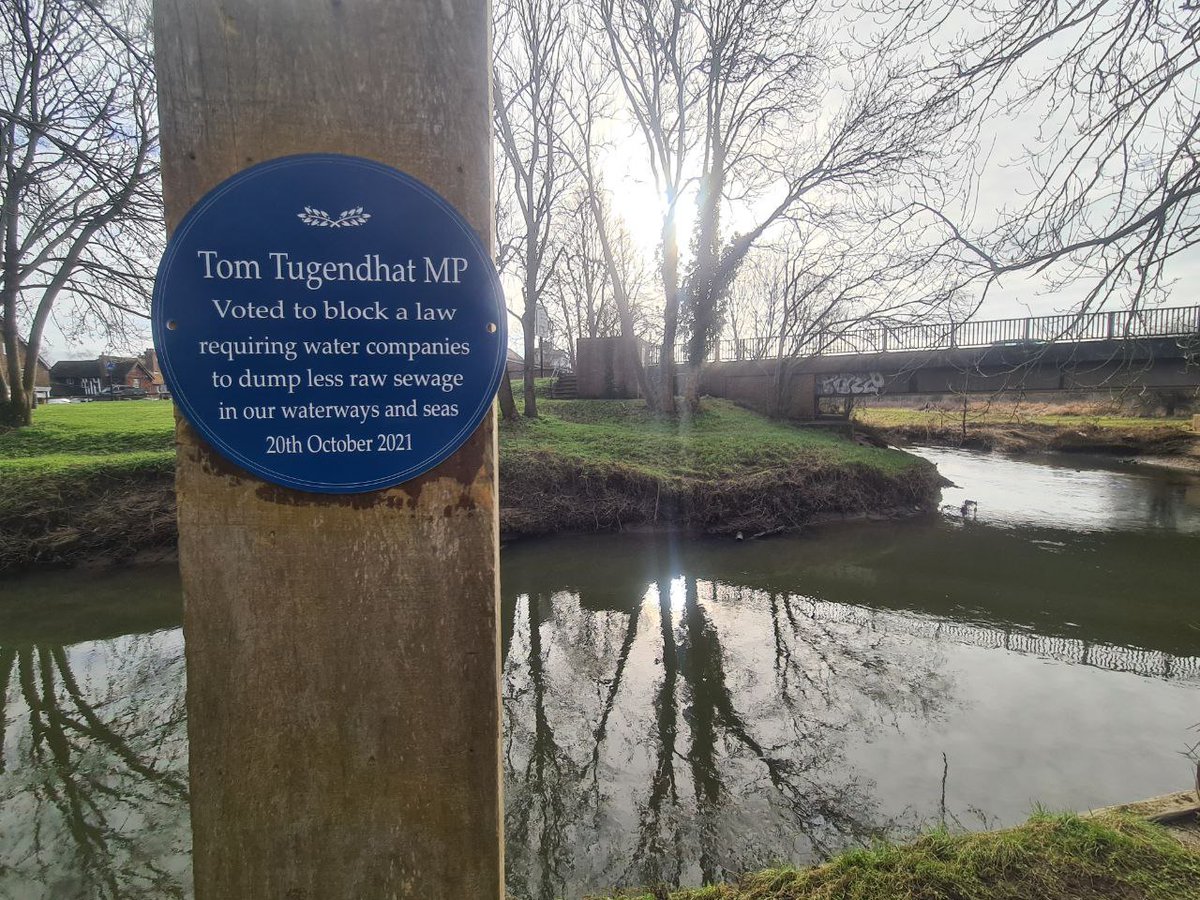 Tom Tugendhat MP
Voted to block a law
requiring water companies
to dump less raw sewage
in our waterways and seas
20th October 2021